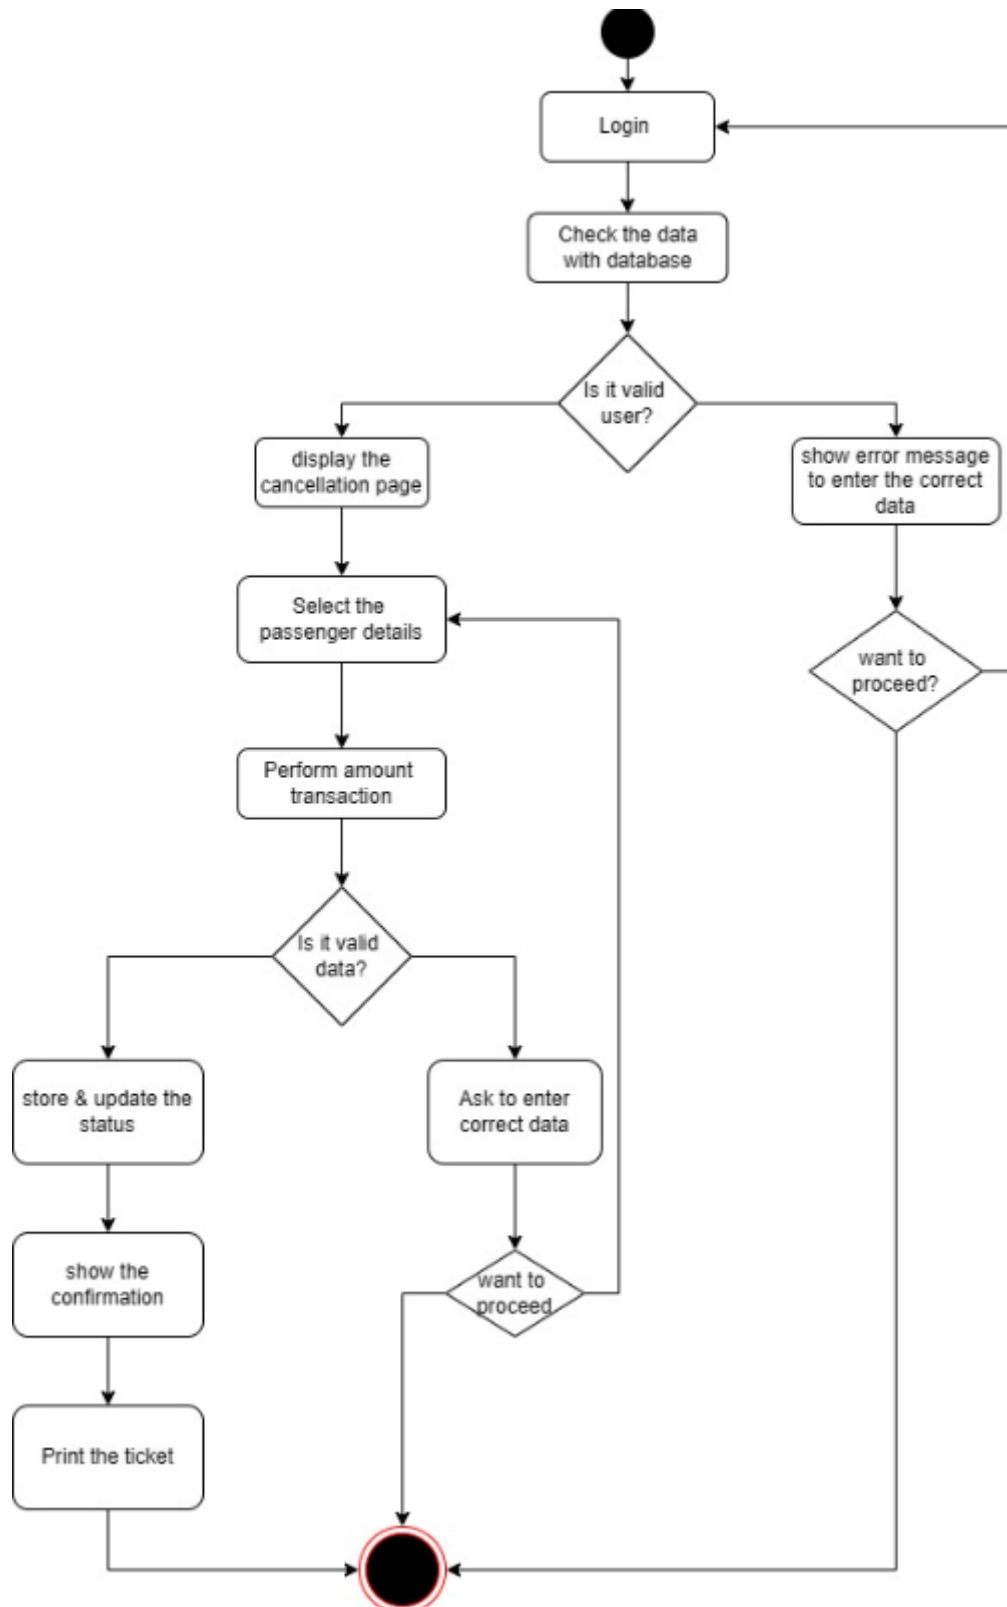 Login
Check the data
with database
Is it valid
user?
display the
cancellation page
show error message
to enter the correct
data
Select the
passenger details
want to
proceed?
Perform amount
transaction
Is it valid
data?
store & update the
status
Ask to enter
correct data
show the
confirmation
want to
proceed
Print the ticket